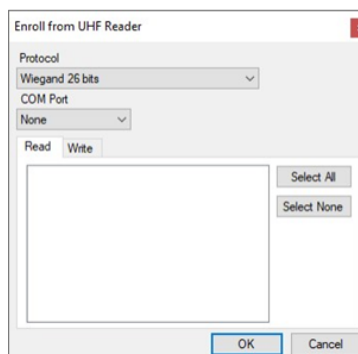 Enroll from UHF Reader
Protocol
Wiegand 26 bits
COM Port
None
Read Write
Select All
Select None
OK Cancel